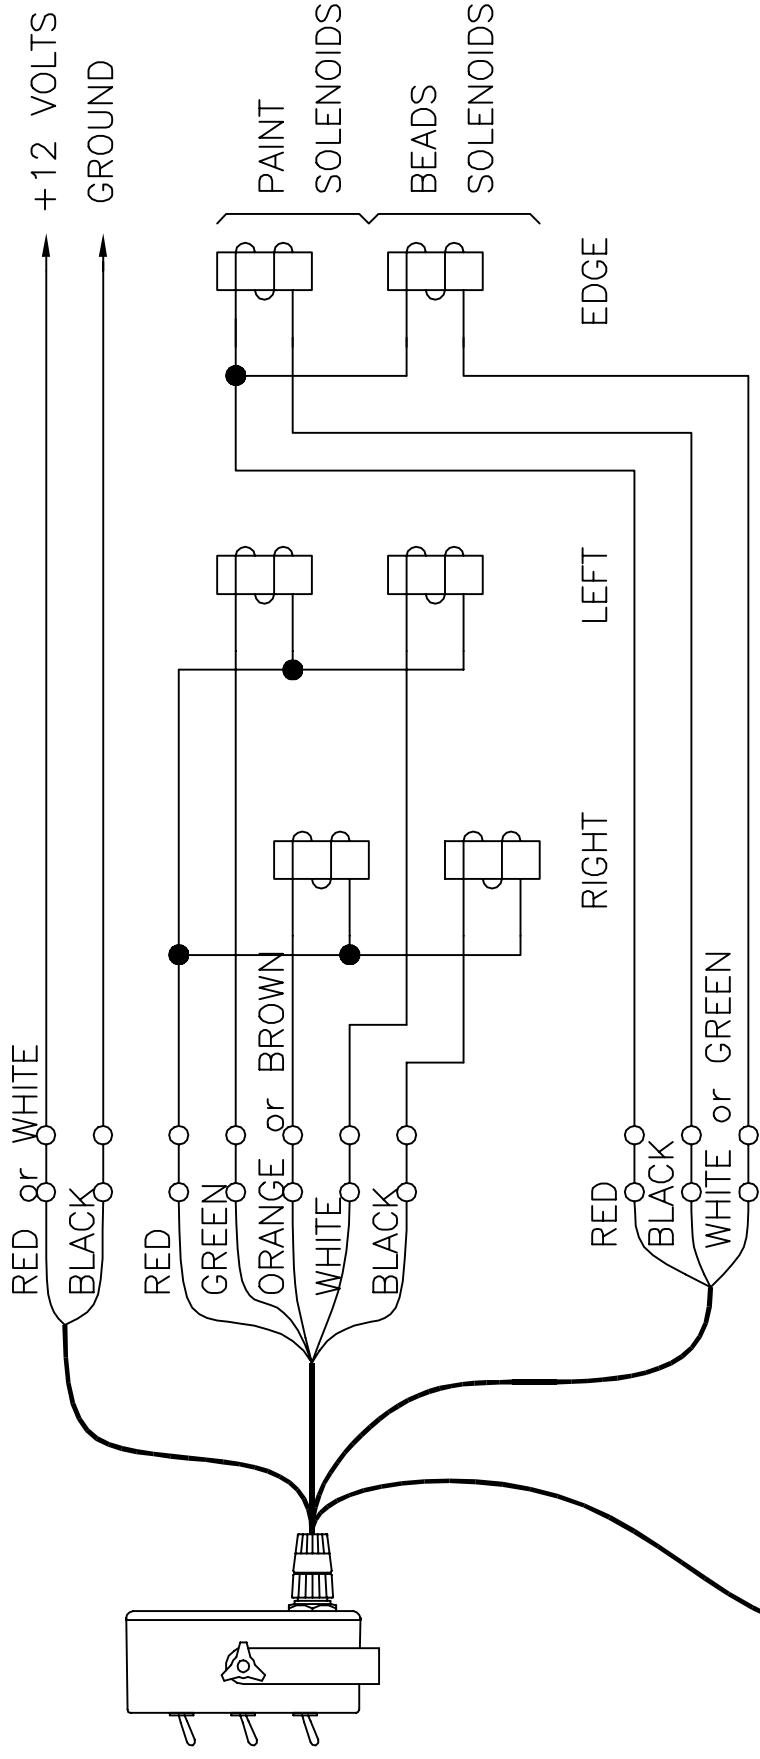 +12 VOLTS
GROUND
PAINT
SOLENOIDS
BEADS
SOLENOIDS
EDGE
LEFT
RIGHT
RED or WHITE
BLACK
RED
GREEN
ORANGE or BROWN
WHITE
BLACK
RED
BLACK
WHITE or GREEN